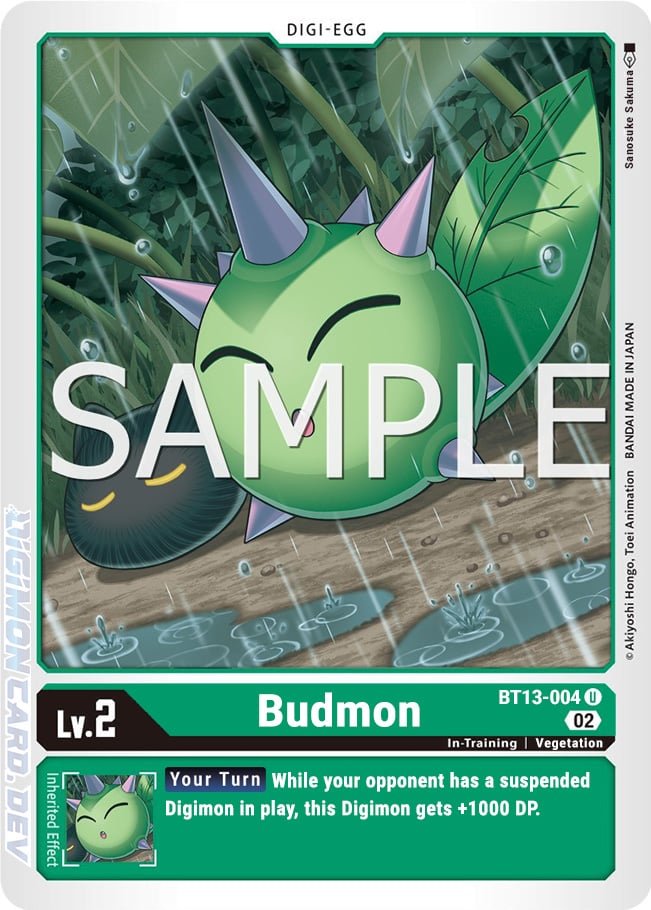 DIGI-EGG
Sanosuke Sakuma
SAMPLE
© Akiyoshi Hongo, Toei Animation BANDAI MADE IN JAPAN
DIGIMONCARD.DEV
Lv.2
Budmon
BT13-004 U
02
In-Training | Vegetation
Inherited Effect
Your Turn While your opponent has a suspended
Digimon in play, this Digimon gets +1000 DP.